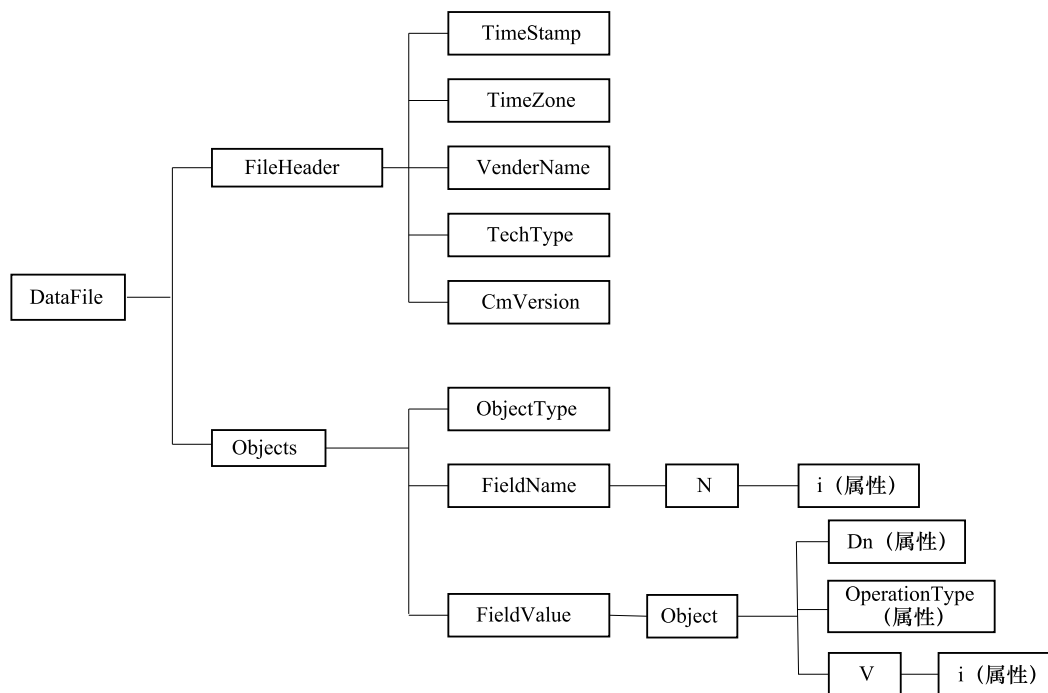 TimeStamp
TimeZone
FileHeader
VenderName
TechType
DataFile
CmVersion
ObjectType
Objects
FieldName
N
i（属性）
Dn（属性）
OperationType
（属性）
FieldValue
Object
V
i（属性）